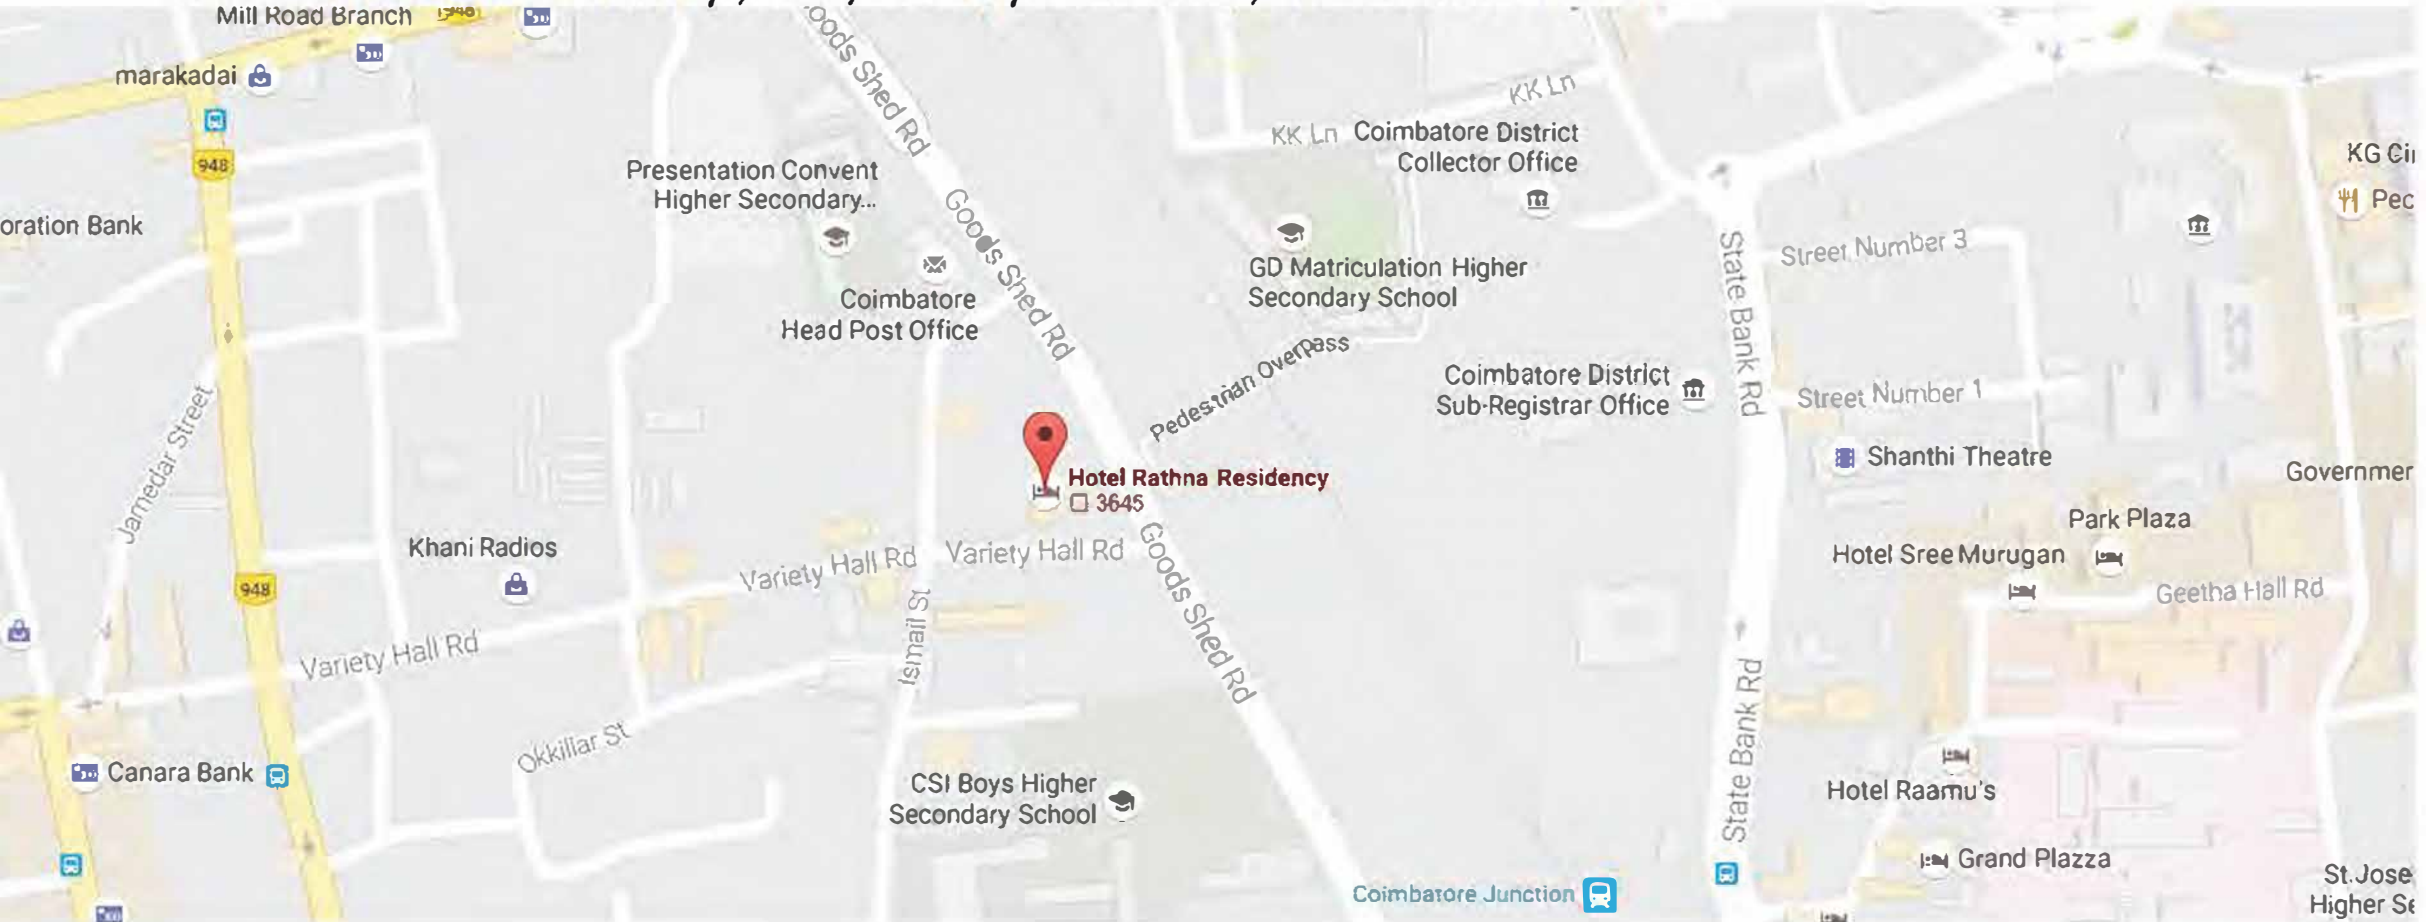 Mill Road Branch
marakadai
948
oration Bank
Jamedar Street
948
Khani Radios
Variety Hall Rd
Canara Bank
Okkiliar St
Presentation Convent
Higher Secondary...
Coimbatore
Head Post Office
oods Shed Rd
Goods Shed Rd
Hotel Rathna Residency
3645
Variety Hall Rd
Variety Hall Rd
Ismail St
Goods Shed Rd
CSI Boys Higher
Secondary School
KK Ln
KK Ln
Coimbatore District
Collector Office
GD Matriculation Higher
Secondary School
Pedestrian Overpass
Coimbatore District
Sub-Registrar Office
Coimbatore Junction
State Bank Rd
State Bank Rd
Street Number 3
Street Number 1
Shanthi Theatre
Park Plaza
Hotel Sree Murugan
Geetha Hall Rd
Hotel Raamu's
Grand Plazza
KG Ci
Pec
Governmer
St.Jose
Higher Se